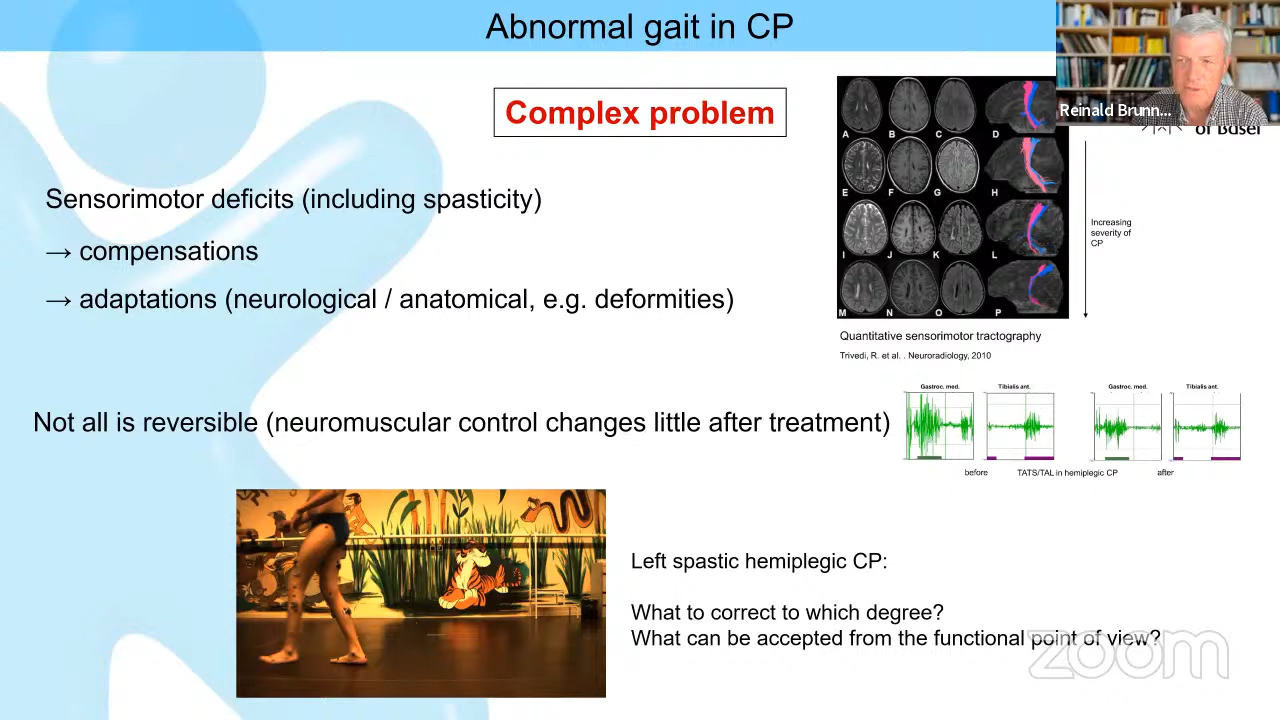 Abnormal gait in CP
Complex problem
Reinald Brunn...
of Basel
Sensorimotor deficits (including spasticity)
→ compensations
→ adaptations (neurological / anatomical, e.g. deformities)
A B C D
E F G H
I J K L
M N O P
Increasing
severity of
CP
Quantitative sensorimotor tractography
Trivedi, R. et al. . Neuroradiology, 2010
Not all is reversible (neuromuscular control changes little after treatment)
Gastroc. med. Tibialis ant. Gastroc. med. Tibialis ant.
before TATS/TAL in hemiplegic CP after
Left spastic hemiplegic CP:
What to correct to which degree?
What can be accepted from the functional point of view?
zoom